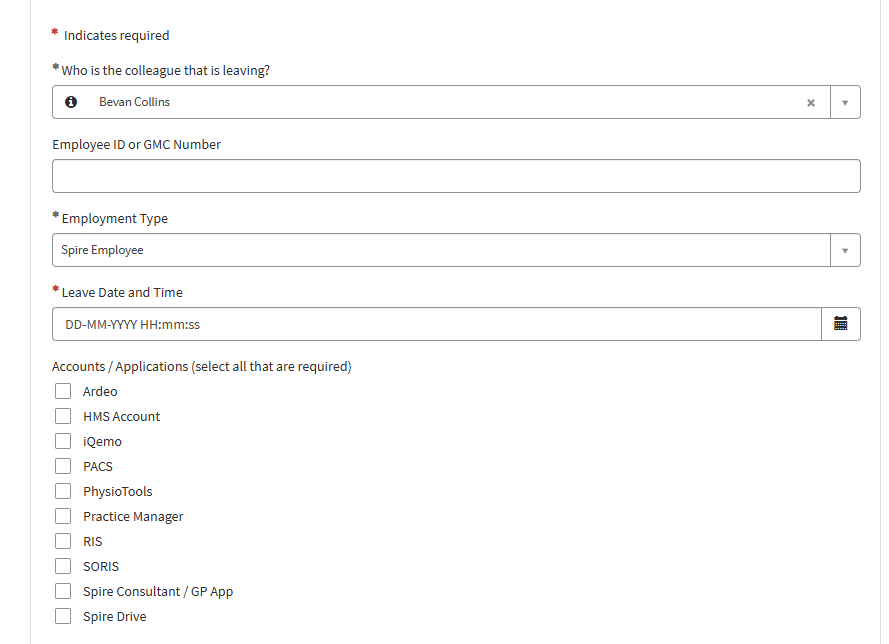 * Indicates required
* Who is the colleague that is leaving?
Bevan Collins
Employee ID or GMC Number
* Employment Type
Spire Employee
* Leave Date and Time
DD-MM-YYYY HH:mm:ss
Accounts / Applications (select all that are required)
Ardeo
HMS Account
iQemo
PACS
PhysioTools
Practice Manager
RIS
SORIS
Spire Consultant / GP App
Spire Drive